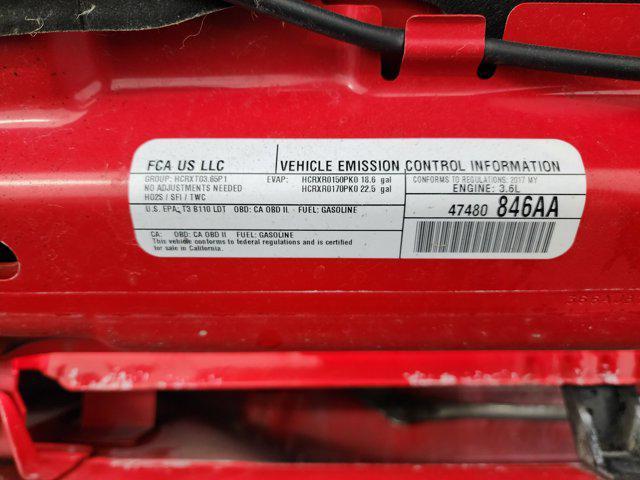 FCA US LLC
VEHICLE EMISSION CONTROL INFORMATION
GROUP: HCRXT03.65P1
EVAP: HCRXR0150PK0 18.6 gal
CONFORMS TO REGULATIONS: 2017 MY
NO ADJUSTMENTS NEEDED
HCRXR0170PK0 22.5 gal
ENGINE: 3.6L
HO2S / SFI / TWC
U.S. EPA: T3 B110 LDT OBD: CA OBD II - FUEL: GASOLINE
47480 846AA
CA: OBD: CA OBD II FUEL: GASOLINE
This vehicle conforms to federal regulations and is certified
for sale in California.